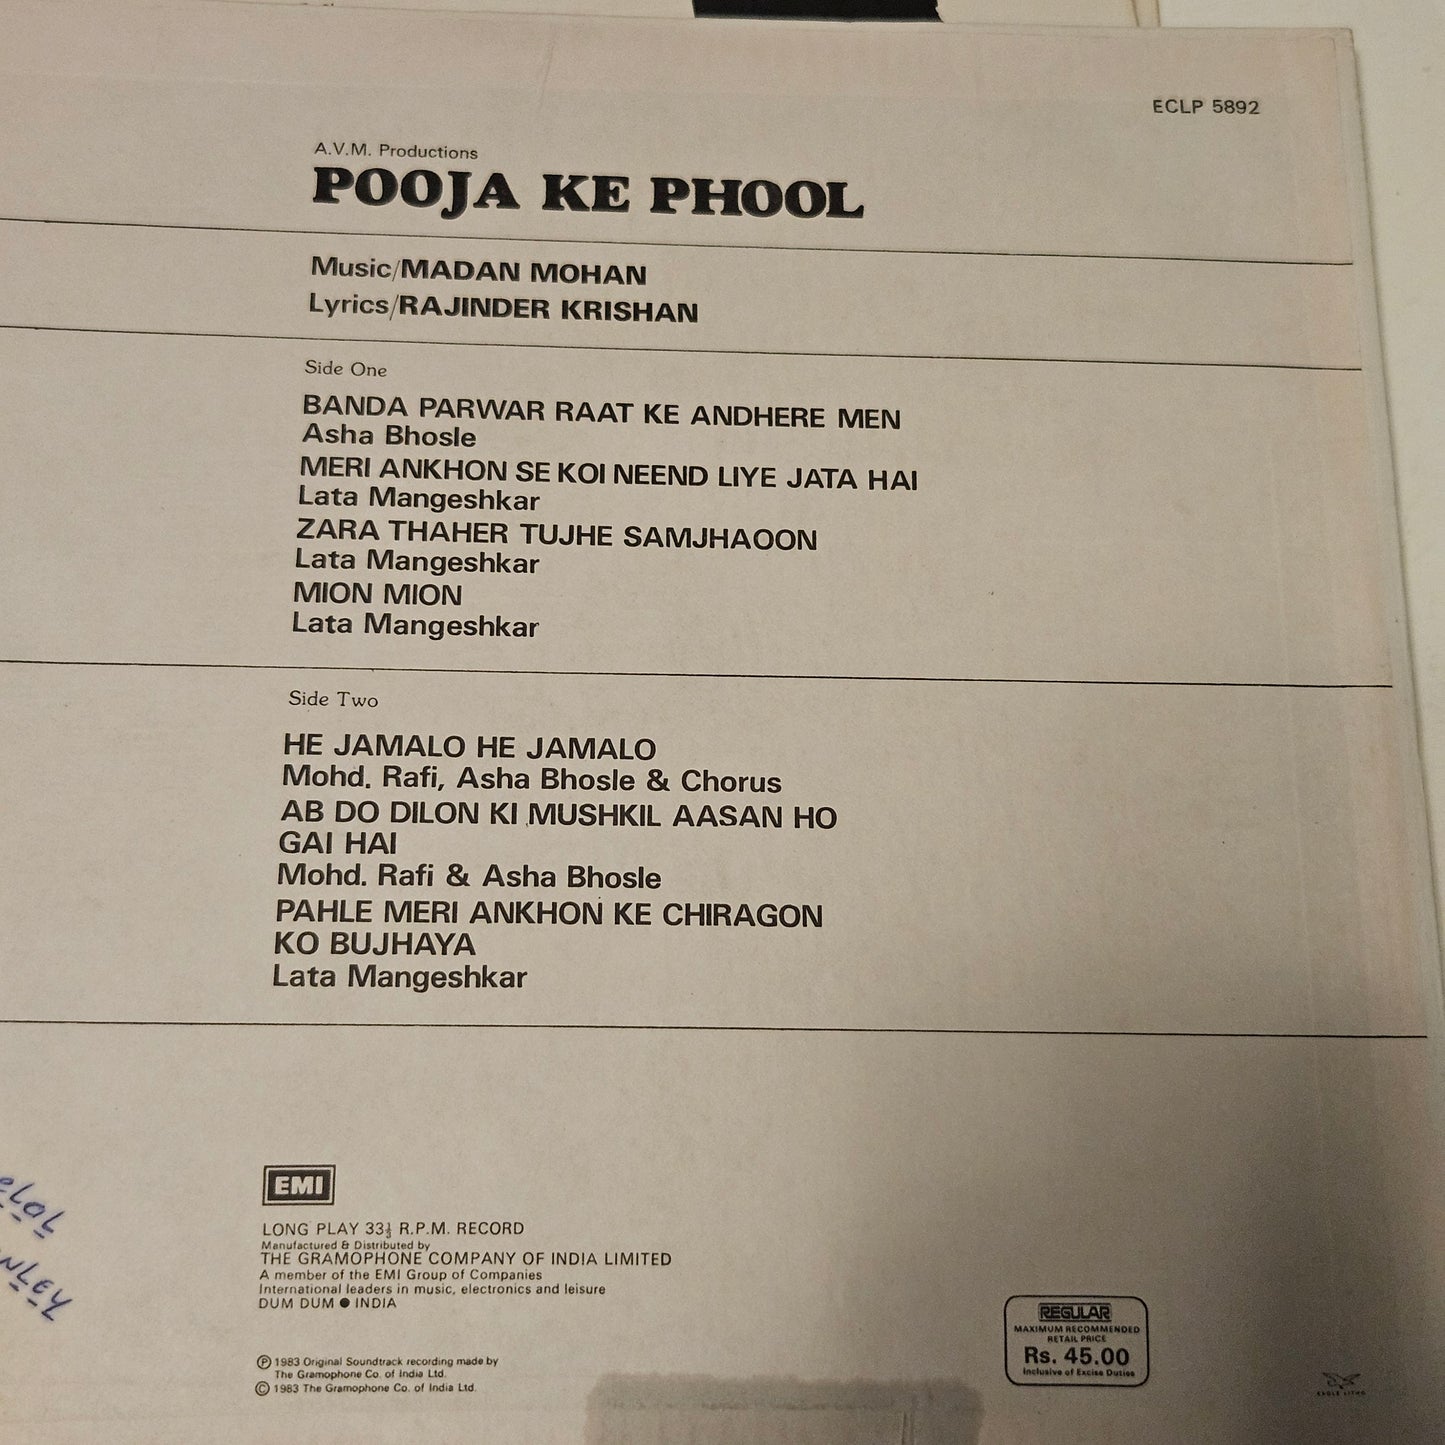 ECLP 5892
A.V.M. Productions
POOJA KE PHOOL
Music/MADAN MOHAN
Lyrics/RAJINDER KRISHAN
Side One
BANDA PARWAR RAAT KE ANDHERE MEN
Asha Bhosle
MERI ANKHON SE KOI NEEND LIYE JATA HAI
Lata Mangeshkar
ZARA THAHER TUJHE SAMJHAOON
Lata Mangeshkar
MION MION
Lata Mangeshkar
Side Two
HE JAMALO HE JAMALO
Mohd. Rafi, Asha Bhosle & Chorus
AB DO DILON KI MUSHKIL AASAN HO
GAI HAI
Mohd. Rafi & Asha Bhosle
PAHLE MERI ANKHON KE CHIRAGON
KO BUJHAYA
Lata Mangeshkar
EMI
LONG PLAY 33⅓ R.P.M. RECORD
Manufactured & Distributed by
THE GRAMOPHONE COMPANY OF INDIA LIMITED
A member of the EMI Group of Companies
International leaders in music, electronics and leisure
DUM DUM ● INDIA
℗ 1983 Original Soundtrack recording made by
The Gramophone Co. of India Ltd.
© 1983 The Gramophone Co. of India Ltd.
REGULAR
MAXIMUM RECOMMENDED
RETAIL PRICE
Rs. 45.00
Inclusive of Excise Duties
EAGLE LITHO